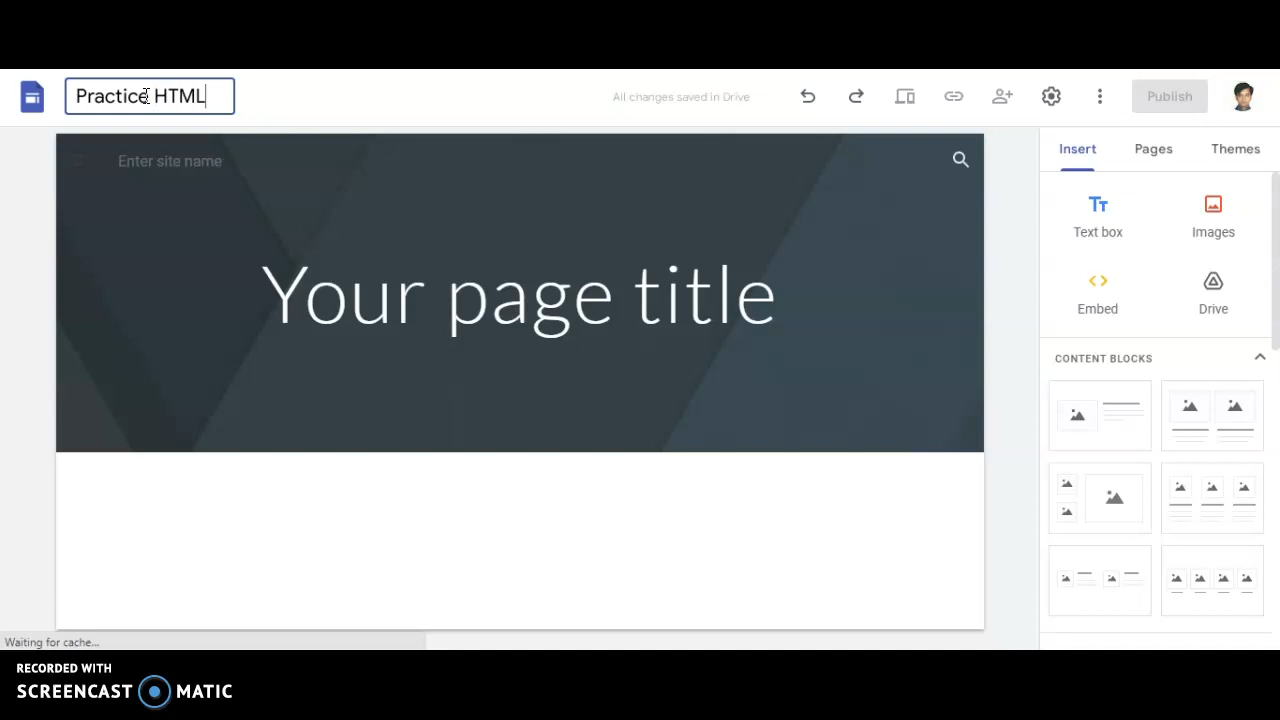 Practice HTML
All changes saved in Drive
Publish
Enter site name
Your page title
Insert
Pages
Themes
Tt
Text box
Images
Embed
Drive
CONTENT BLOCKS
Waiting for cache...
RECORDED WITH
SCREENCAST MATIC